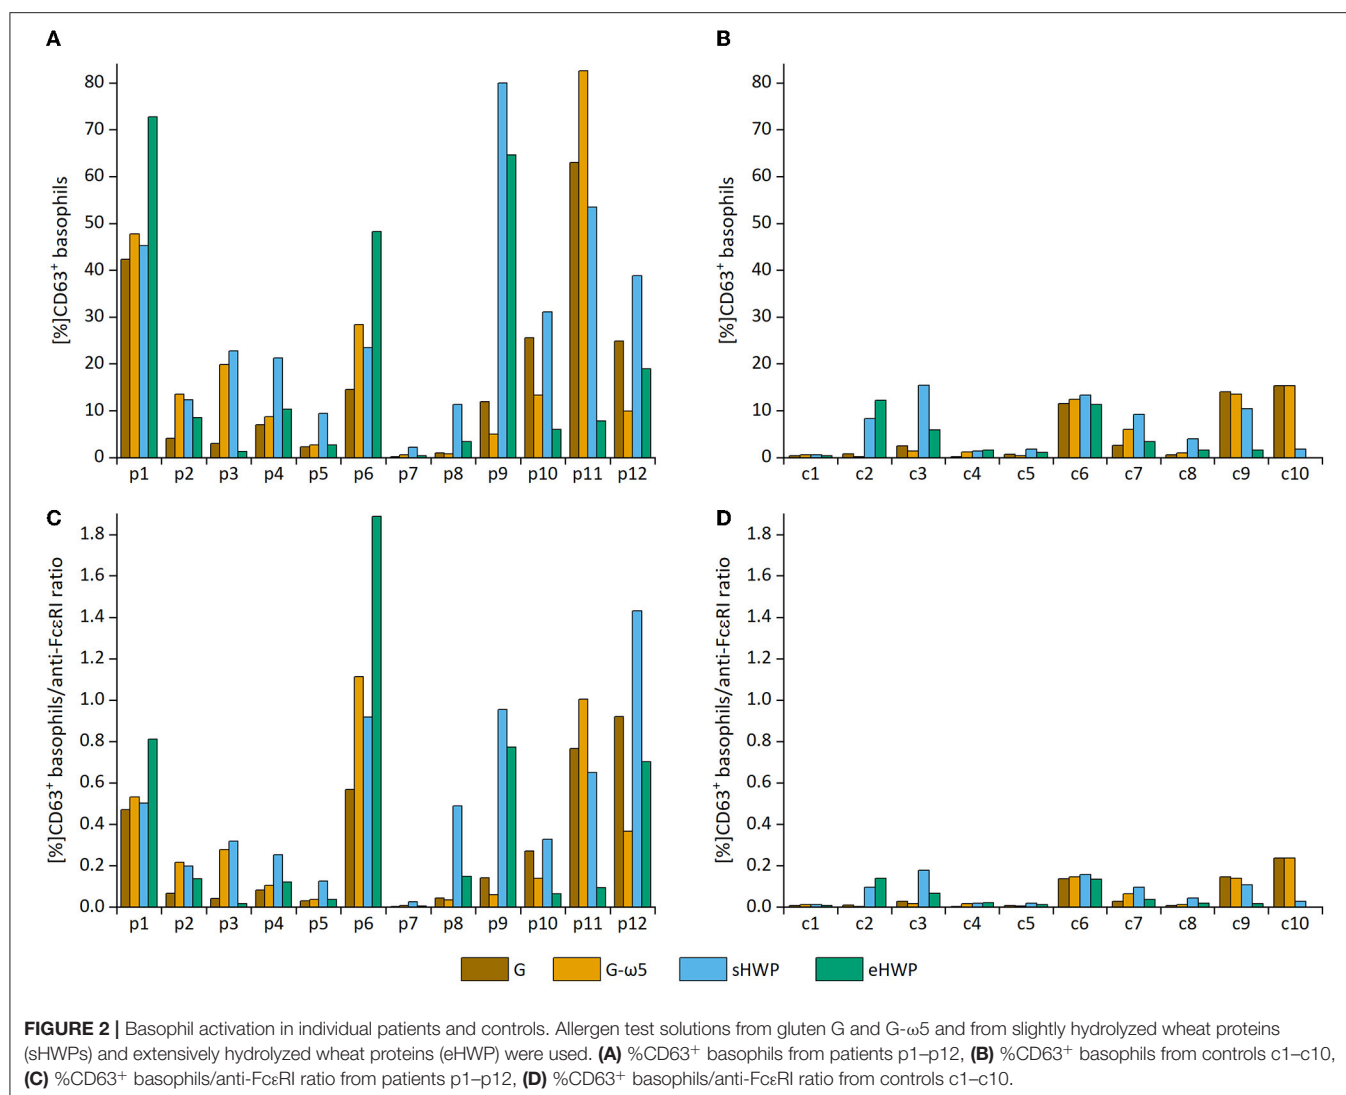 A
[%]CD63⁺ basophils
80
70
60
50
40
30
20
10
0
p1 p2 p3 p4 p5 p6 p7 p8 p9 p10 p11 p12
B
[%]CD63⁺ basophils
80
70
60
50
40
30
20
10
0
c1 c2 c3 c4 c5 c6 c7 c8 c9 c10
C
[%]CD63⁺ basophils/anti-FcεRI ratio
1.8
1.6
1.4
1.2
1.0
0.8
0.6
0.4
0.2
0.0
p1 p2 p3 p4 p5 p6 p7 p8 p9 p10 p11 p12
D
[%]CD63⁺ basophils/anti-FcεRI ratio
1.8
1.6
1.4
1.2
1.0
0.8
0.6
0.4
0.2
0.0
c1 c2 c3 c4 c5 c6 c7 c8 c9 c10
G G-ω5 sHWP eHWP
FIGURE 2 | Basophil activation in individual patients and controls. Allergen test solutions from gluten G and G-ω5 and from slightly hydrolyzed wheat proteins
(sHWPs) and extensively hydrolyzed wheat proteins (eHWP) were used. (A) %CD63⁺ basophils from patients p1–p12, (B) %CD63⁺ basophils from controls c1–c10,
(C) %CD63⁺ basophils/anti-FcεRI ratio from patients p1–p12, (D) %CD63⁺ basophils/anti-FcεRI ratio from controls c1–c10.